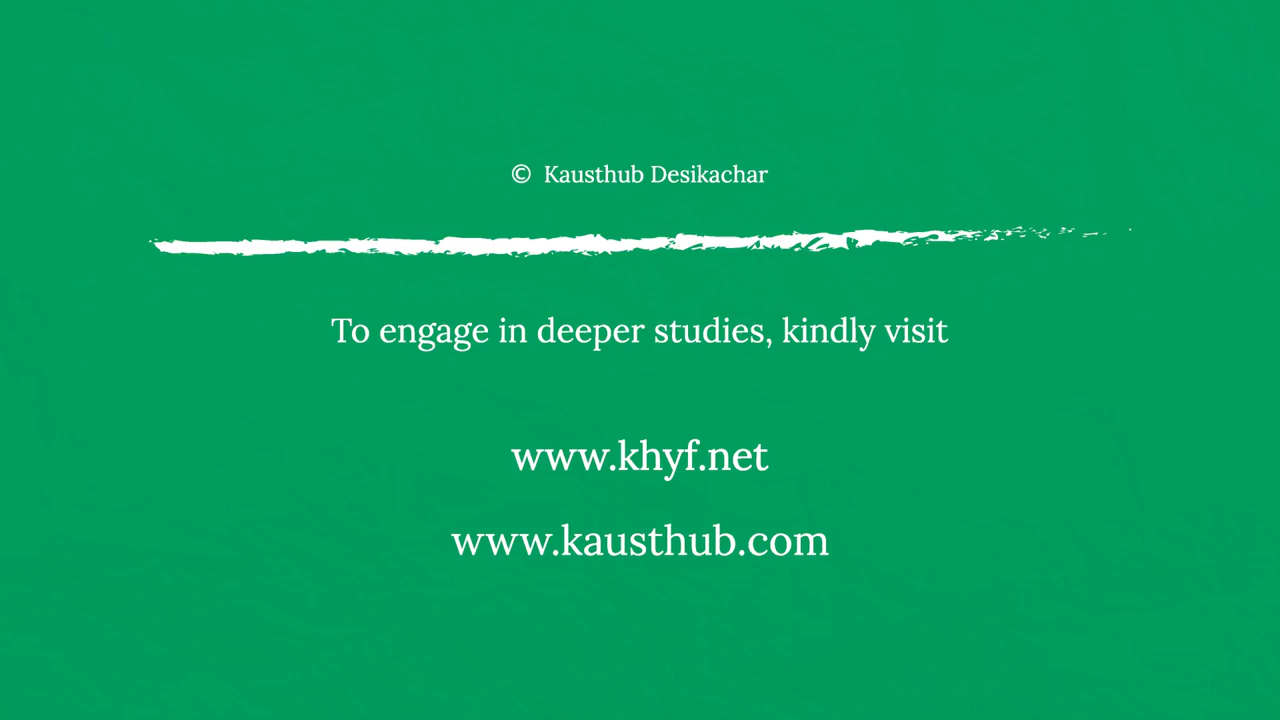 © Kausthub Desikachar
To engage in deeper studies, kindly visit
www.khyf.net
www.kausthub.com